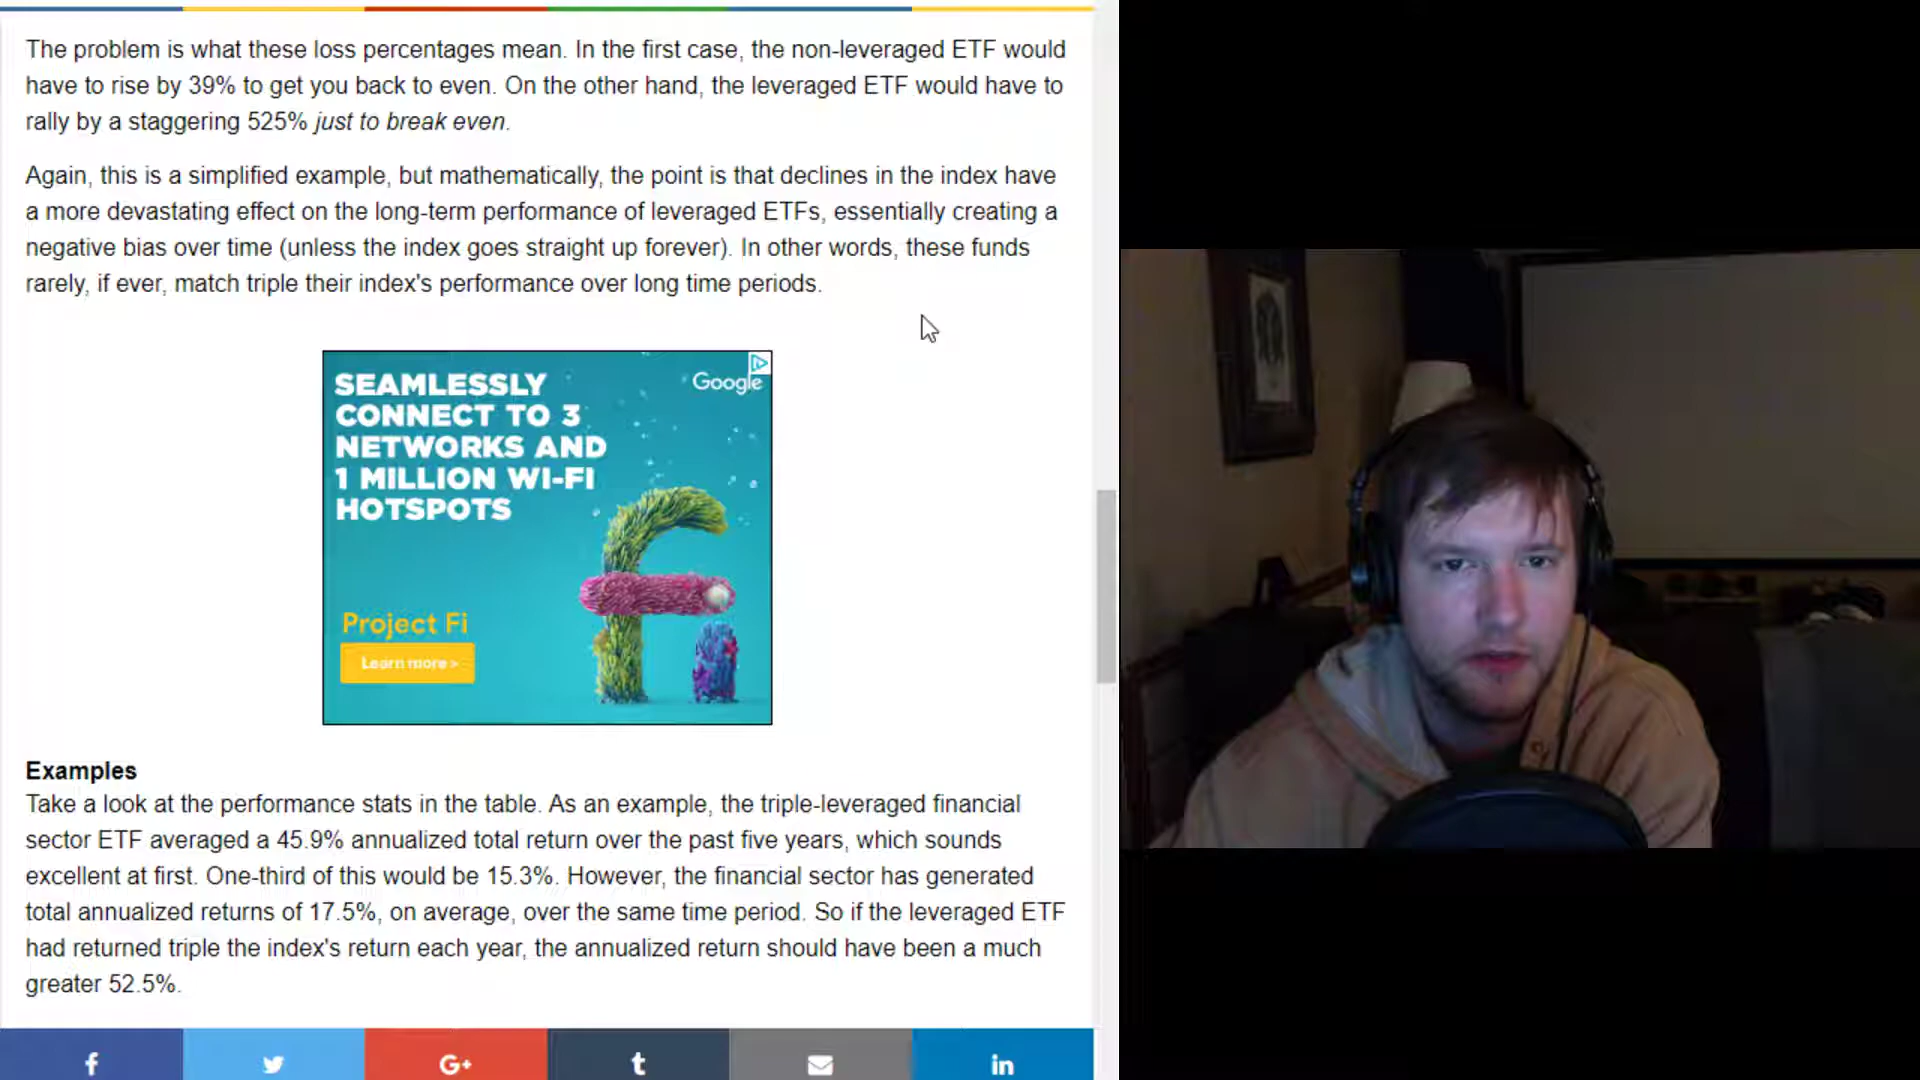 The problem is what these loss percentages mean. In the first case, the non-leveraged ETF would
have to rise by 39% to get you back to even. On the other hand, the leveraged ETF would have to
rally by a staggering 525% just to break even.
Again, this is a simplified example, but mathematically, the point is that declines in the index have
a more devastating effect on the long-term performance of leveraged ETFs, essentially creating a
negative bias over time (unless the index goes straight up forever). In other words, these funds
rarely, if ever, match triple their index's performance over long time periods.
SEAMLESSLY
CONNECT TO 3
NETWORKS AND
1 MILLION WI-FI
HOTSPOTS
Google
Project Fi
Learn more >
Examples
Take a look at the performance stats in the table. As an example, the triple-leveraged financial
sector ETF averaged a 45.9% annualized total return over the past five years, which sounds
excellent at first. One-third of this would be 15.3%. However, the financial sector has generated
total annualized returns of 17.5%, on average, over the same time period. So if the leveraged ETF
had returned triple the index's return each year, the annualized return should have been a much
greater 52.5%.
f
G+
t
in